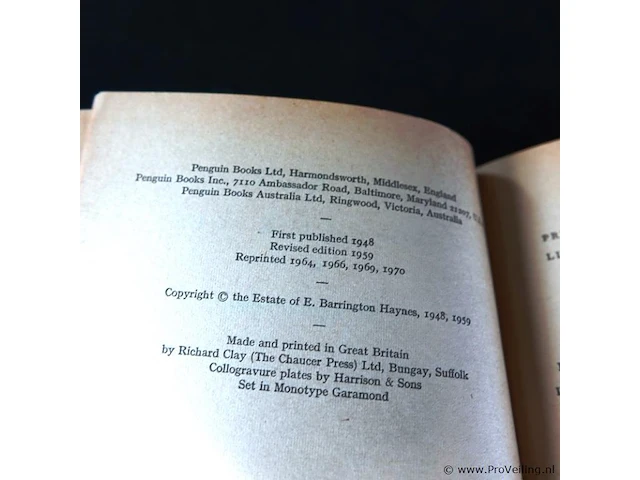 Penguin Books Ltd, Harmondsworth, Middlesex, England
Penguin Books Inc., 7110 Ambassador Road, Baltimore, Maryland 21207,
Penguin Books Australia Ltd, Ringwood, Victoria, Australia
—
First published 1948
Revised edition 1959
Reprinted 1964, 1966, 1969, 1970
—
Copyright © the Estate of E. Barrington Haynes, 1948, 1959
—
Made and printed in Great Britain
by Richard Clay (The Chaucer Press) Ltd, Bungay, Suffolk
Collogravure plates by Harrison & Sons
Set in Monotype Garamond
PR
LI
© www.ProVeiling.nl